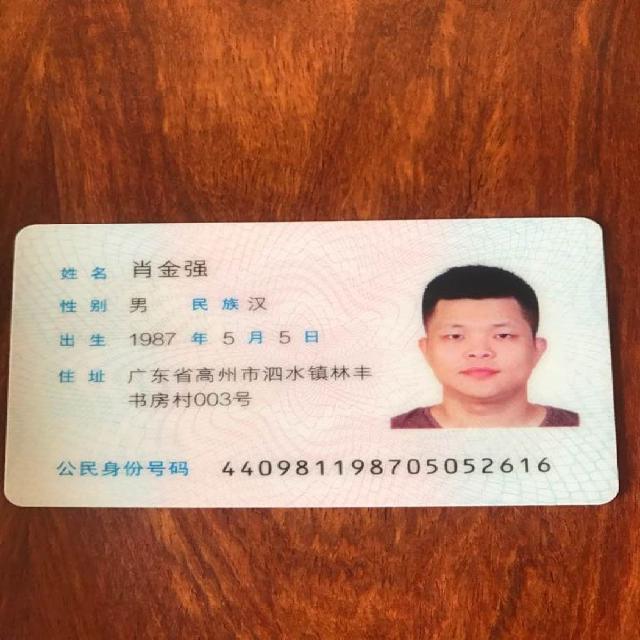 姓名 肖金强
性别 男 民族 汉
出生 1987 年 5 月 5 日
住址 广东省高州市泗水镇林丰
书房村003号
公民身份号码 440981198705052616